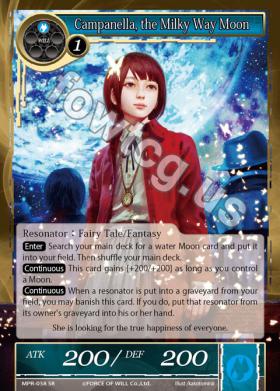 Campanella, the Milky Way Moon
WILL
1
fowtcg.us
Resonator : Fairy Tale/Fantasy
Enter Search your main deck for a water Moon card and put it
into your field. Then shuffle your main deck.
Continuous This card gains [+200/+200] as long as you control
a Moon.
Continuous When a resonator is put into a graveyard from your
field, you may banish this card. If you do, put that resonator from
its owner's graveyard into his or her hand.
She is looking for the true happiness of everyone.
ATK 200/ DEF 200
MPR-038 SR ©FORCE OF WILL Co.,Ltd.